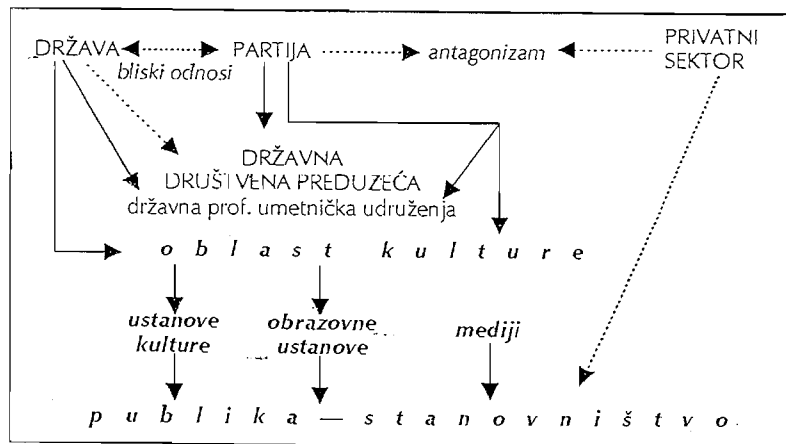 DRŽAVA PARTIJA antagonizam PRIVATNI
SEKTOR
bliski odnosi
DRŽAVNA
DRUŠTVENA PREDUZEĆA
državna prof. umetnička udruženja
oblast kulture
ustanove
kulture
obrazovne
ustanove
mediji
publika — stanovništvo